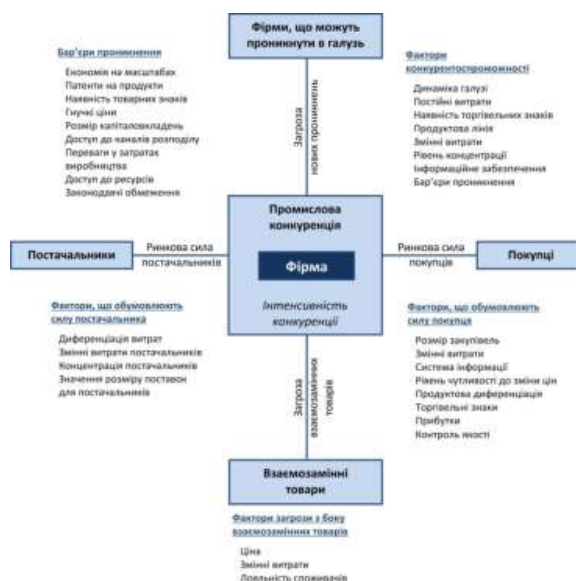 Фірми, що можуть
проникнути в галузь
Бар'єри проникнення
Економія на масштабах
Патенти на продукти
Наявність товарних знаків
Гнучкі ціни
Розмір капіталовкладень
Доступ до каналів розподілу
Переваги у затратах
виробництва
Доступ до ресурсів
Законодавчі обмеження
Загроза
нових проникнень
Фактори
конкурентоспроможності
Динаміка галузі
Постійні витрати
Наявність торгівельних знаків
Продуктова лінія
Змінні витрати
Рівень концентрації
Інформаційне забезпечення
Бар'єри проникнення
Промислова
конкуренція
Фірма
Інтенсивність
конкуренції
Постачальники
Ринкова сила
постачальників
Ринкова сила
покупців
Покупці
Фактори, що обумовлюють
силу постачальника
Диференціація витрат
Змінні витрати постачальників
Концентрація постачальників
Значення розміру поставок
для постачальників
Загроза
взаємозамінних
товарів
Фактори, що обумовлюють
силу покупця
Розмір закупівель
Змінні витрати
Система інформації
Рівень чутливості до зміни цін
Продуктова диференціація
Торгівельні знаки
Прибутки
Контроль якості
Взаємозамінні
товари
Фактори загрози з боку
взаємозамінних товарів
Ціна
Змінні витрати
Лояльність споживачів